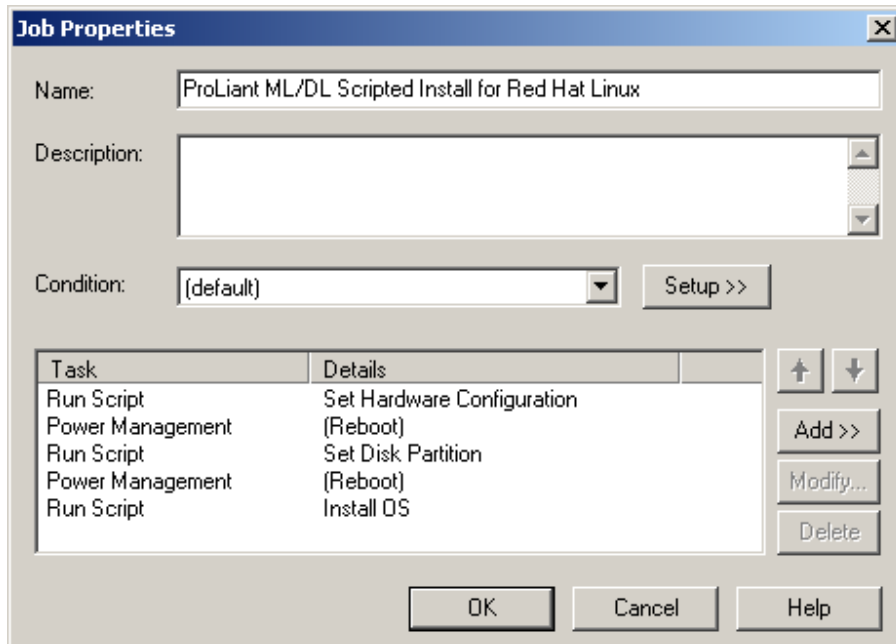 Job Properties
Name: ProLiant ML/DL Scripted Install for Red Hat Linux
Description:
Condition: (default) Setup >>
Task Details
Run Script Set Hardware Configuration
Power Management (Reboot)
Run Script Set Disk Partition
Power Management (Reboot)
Run Script Install OS
Add >>
Modify...
Delete
OK Cancel Help